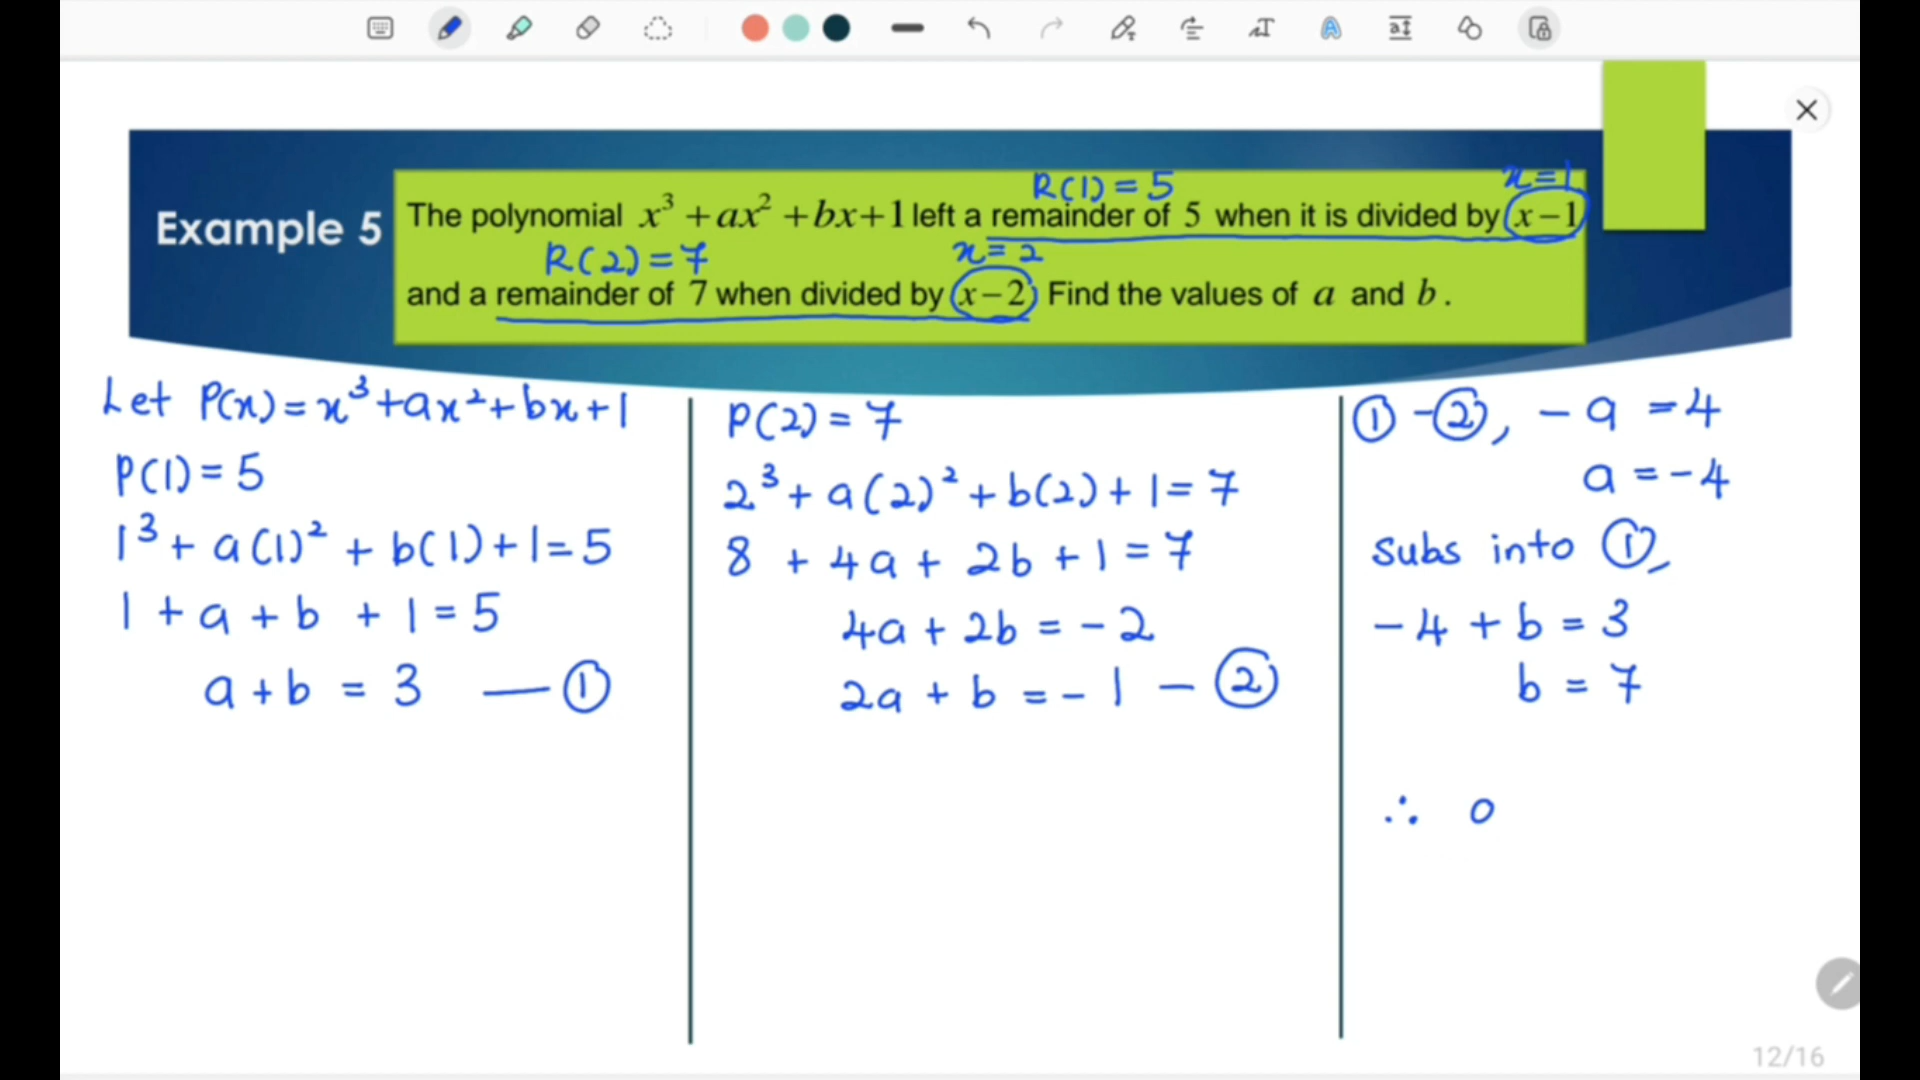 Example 5
R(1) = 5
x=1
The polynomial x³ + ax² + bx + 1 left a remainder of 5 when it is divided by x − 1
R(2) = 7
x = 2
and a remainder of 7 when divided by x − 2 Find the values of a and b.
Let P(x) = x³ + ax² + bx + 1
P(1) = 5
1³ + a(1)² + b(1) + 1 = 5
1 + a + b + 1 = 5
a + b = 3 — ①
P(2) = 7
2³ + a(2)² + b(2) + 1 = 7
8 + 4a + 2b + 1 = 7
4a + 2b = -2
2a + b = -1 — ②
① - ②, -a = 4
a = -4
subs into ①,
-4 + b = 3
b = 7
∴
12/16